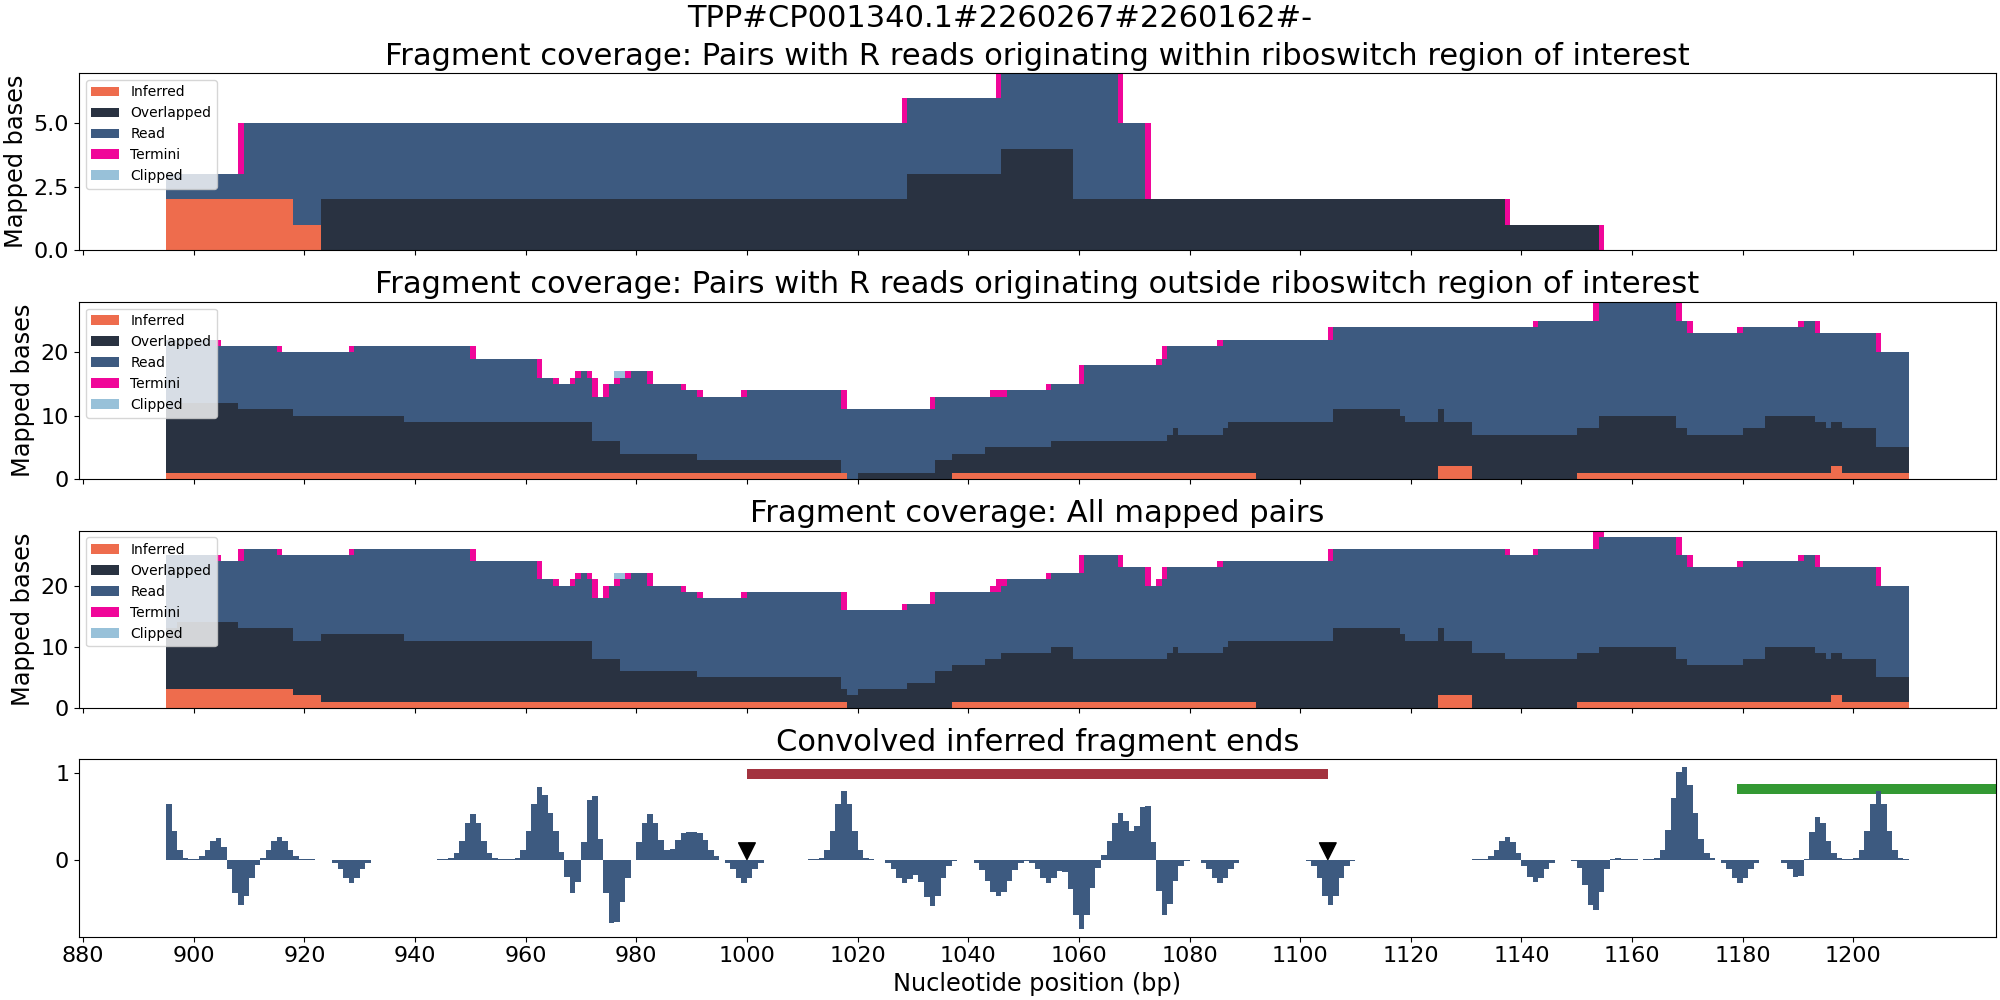 TPP#CP001340.1#2260267#2260162#-
Fragment coverage: Pairs with R reads originating within riboswitch region of interest
Mapped bases
5.0
2.5
0.0
Inferred
Overlapped
Read
Termini
Clipped
Fragment coverage: Pairs with R reads originating outside riboswitch region of interest
Mapped bases
20
10
0
Inferred
Overlapped
Read
Termini
Clipped
Fragment coverage: All mapped pairs
Mapped bases
20
10
0
Inferred
Overlapped
Read
Termini
Clipped
Convolved inferred fragment ends
1
0
880 900 920 940 960 980 1000 1020 1040 1060 1080 1100 1120 1140 1160 1180 1200
Nucleotide position (bp)